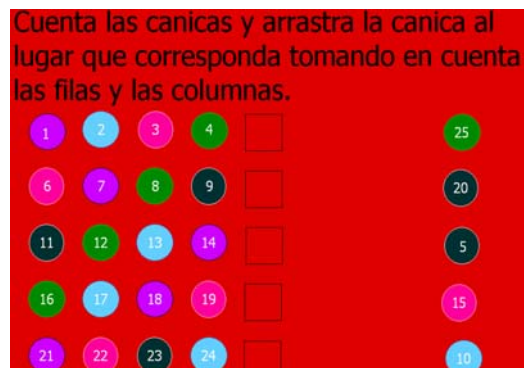 Cuenta las canicas y arrastra la canica al
lugar que corresponda tomando en cuenta
las filas y las columnas.
1 2 3 4 25
6 7 8 9 20
11 12 13 14 5
16 17 18 19 15
21 22 23 24 10